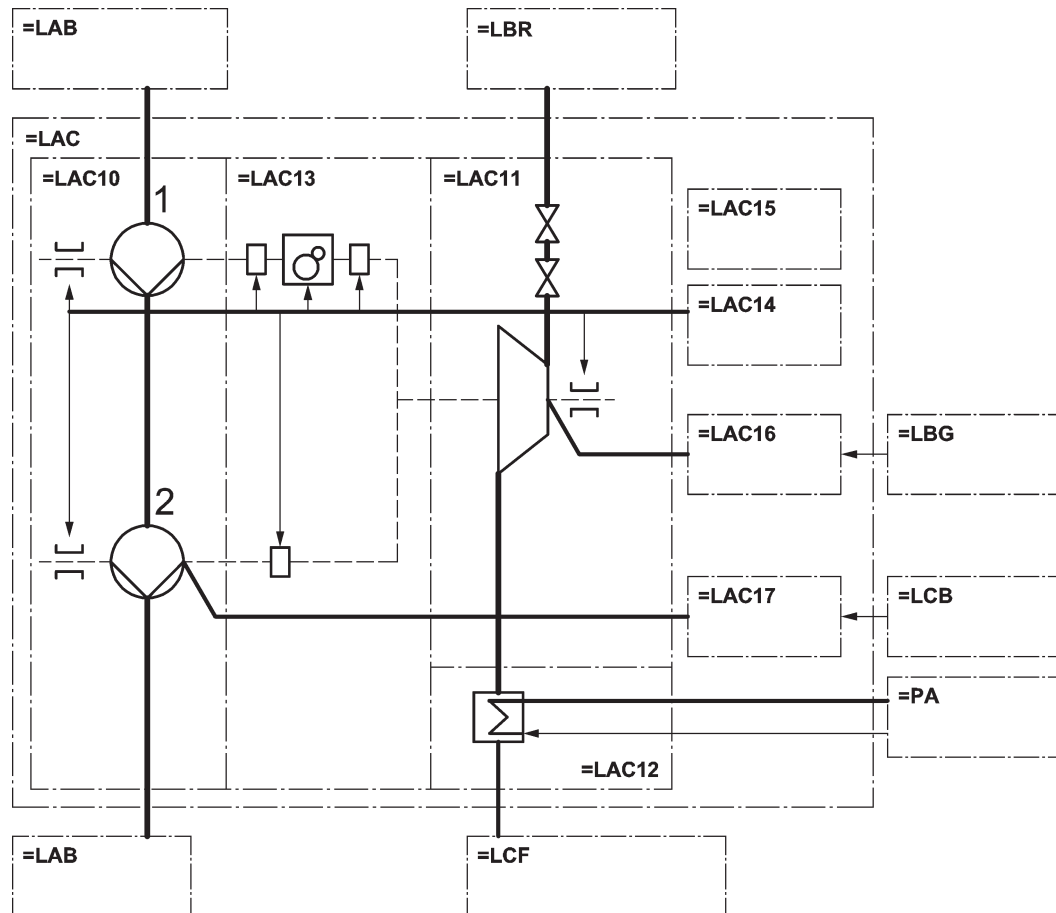 =LAB
=LBR
=LAC
=LAC10
=LAC13
=LAC11
1
=LAC15
=LAC14
=LAC16
=LBG
2
=LAC17
=LCB
=PA
=LAC12
=LAB
=LCF